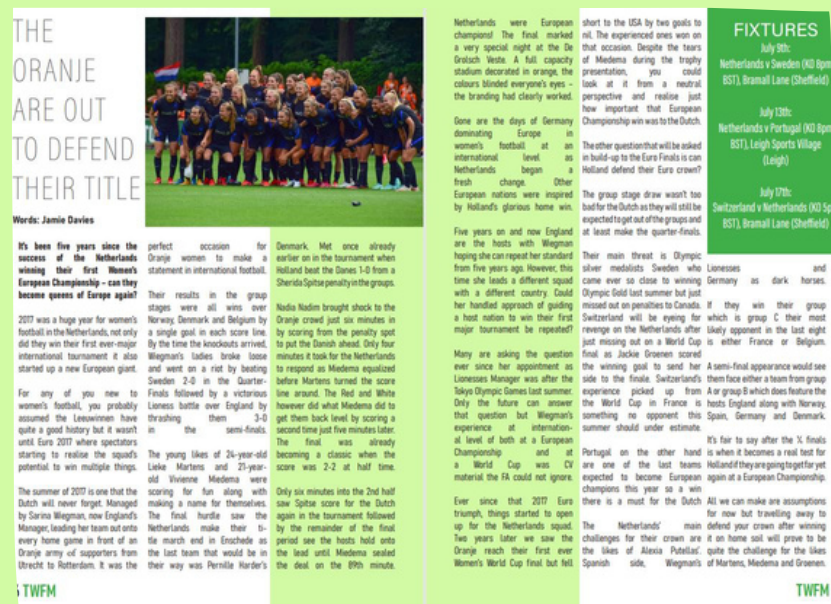 THE
ORANJE
ARE OUT
TO DEFEND
THEIR TITLE
Words: Jamie Davies
It's been five years since the
success of the Netherlands
winning their first Women's
European Championship - can they
become queens of Europe again?
2017 was a huge year for women's
football in the Netherlands, not only
did they win their first ever-major
international tournament it also
started up a new European giant.
For any of you new to
women's football, you probably
assumed the Leeuwinnen have
quite a good history but it wasn't
until Euro 2017 where spectators
starting to realise the squad's
potential to win multiple things.
The summer of 2017 is one that the
Dutch will never forget. Managed
by Sarina Wiegman, now England's
Manager, leading her team out onto
every home game in front of an
Oranje army of supporters from
Utrecht to Rotterdam. It was the
perfect occasion for
Oranje women to make a
statement in international football.
Their results in the group
stages were all wins over
Norway, Denmark and Belgium by
a single goal in each score line.
By the time the knockouts arrived,
Wiegman's ladies broke loose
and went on a riot by beating
Sweden 2-0 in the Quarter-
Finals followed by a victorious
Lioness battle over England by
thrashing them 3-0
in the semi-finals.
The young likes of 24-year-old
Lieke Martens and 21-year-
old Vivienne Miedema were
scoring for fun along with
making a name for themselves.
The final hurdle saw the
Netherlands make their ti-
tle march end in Enschede as
the last team that would be in
their way was Pernille Harder's
Denmark. Met once already
earlier on in the tournament when
Holland beat the Danes 1-0 from a
Sherida Spitse penalty in the groups.
Nadia Nadim brought shock to the
Oranje crowd just six minutes in
by scoring from the penalty spot
to put the Danish ahead. Only four
minutes it took for the Netherlands
to respond as Miedema equalized
before Martens turned the score
line around. The Red and White
however did what Miedema did to
get them back level by scoring a
second time just five minutes later.
The final was already
becoming a classic when the
score was 2-2 at half time.
Only six minutes into the 2nd half
saw Spitse score for the Dutch
again in the tournament followed
by the remainder of the final
period see the hosts hold onto
the lead until Miedema sealed
the deal on the 89th minute.
TWFM
Netherlands were European
champions! The final marked
a very special night at the De
Grolsch Veste. A full capacity
stadium decorated in orange, the
colours blinded everyone's eyes -
the branding had clearly worked.
Gone are the days of Germany
dominating Europe in
women's football at an
international level as
Netherlands began a
fresh change. Other
European nations were inspired
by Holland's glorious home win.
Five years on and now England
are the hosts with Wiegman
hoping she can repeat her standard
from five years ago. However, this
time she leads a different squad
with a different country. Could
her handled approach of guiding
a host nation to win their first
major tournament be repeated?
Many are asking the question
ever since her appointment as
Lionesses Manager was after the
Tokyo Olympic Games last summer.
Only the future can answer
that question but Wiegman's
experience at internation-
al level of both at a European
Championship and at
a World Cup was CV
material the FA could not ignore.
Ever since that 2017 Euro
triumph, things started to open
up for the Netherlands squad.
Two years later we saw the
Oranje reach their first ever
Women's World Cup final but fell
short to the USA by two goals to
nil. The experienced ones won on
that occasion. Despite the tears
of Miedema during the trophy
presentation, you could
look at it from a neutral
perspective and realise just
how important that European
Championship win was to the Dutch.
The other question that will be asked
in build-up to the Euro Finals is can
Holland defend their Euro crown?
The group stage draw wasn't too
bad for the Dutch as they will still be
expected to get out of the groups and
at least make the quarter-finals.
Their main threat is Olympic
silver medalists Sweden who
came ever so close to winning
Olympic Gold last summer but just
missed out on penalties to Canada.
Switzerland will be eyeing for
revenge on the Netherlands after
just missing out on a World Cup
final as Jackie Groenen scored
the winning goal to send her
side to the finale. Switzerland's
experience picked up from
the World Cup in France is
something no opponent this
summer should under estimate.
Portugal on the other hand
are one of the last teams
expected to become European
champions this year so a win
there is a must for the Dutch
The Netherlands' main
challenges for their crown are
the likes of Alexia Putellas'
Spanish side, Wiegman's
FIXTURES
July 9th:
Netherlands v Sweden (KO 8pm
BST), Bramall Lane (Sheffield)
July 13th:
Netherlands v Portugal (KO 8pm
BST), Leigh Sports Village
(Leigh)
July 17th:
Switzerland v Netherlands (KO 5p
BST), Bramall Lane (Sheffield)
Lionesses and
Germany as dark horses.
If they win their group
which is group C their most
likely opponent in the last eight
is either France or Belgium.
A semi-final appearance would see
them face either a team from group
A or group B which does feature the
hosts England along with Norway,
Spain, Germany and Denmark.
It's fair to say after the ¼ finals
is when it becomes a real test for
Holland if they are going to get far yet
again at a European Championship.
All we can make are assumptions
for now but travelling away to
defend your crown after winning
it on home soil will prove to be
quite the challenge for the likes
of Martens, Miedema and Groenen.
TWFM